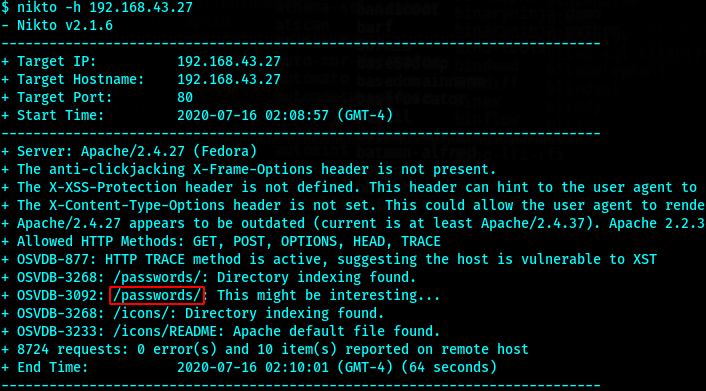 $ nikto -h 192.168.43.27
- Nikto v2.1.6
---------------------------------------------------------------------------
+ Target IP:          192.168.43.27
+ Target Hostname:    192.168.43.27
+ Target Port:        80
+ Start Time:         2020-07-16 02:08:57 (GMT-4)
---------------------------------------------------------------------------
+ Server: Apache/2.4.27 (Fedora)
+ The anti-clickjacking X-Frame-Options header is not present.
+ The X-XSS-Protection header is not defined. This header can hint to the user agent to
+ The X-Content-Type-Options header is not set. This could allow the user agent to rende
+ Apache/2.4.27 appears to be outdated (current is at least Apache/2.4.37). Apache 2.2.3
+ Allowed HTTP Methods: GET, POST, OPTIONS, HEAD, TRACE
+ OSVDB-877: HTTP TRACE method is active, suggesting the host is vulnerable to XST
+ OSVDB-3268: /passwords/: Directory indexing found.
+ OSVDB-3092: /passwords/: This might be interesting...
+ OSVDB-3268: /icons/: Directory indexing found.
+ OSVDB-3233: /icons/README: Apache default file found.
+ 8724 requests: 0 error(s) and 10 item(s) reported on remote host
+ End Time:           2020-07-16 02:10:01 (GMT-4) (64 seconds)
---------------------------------------------------------------------------